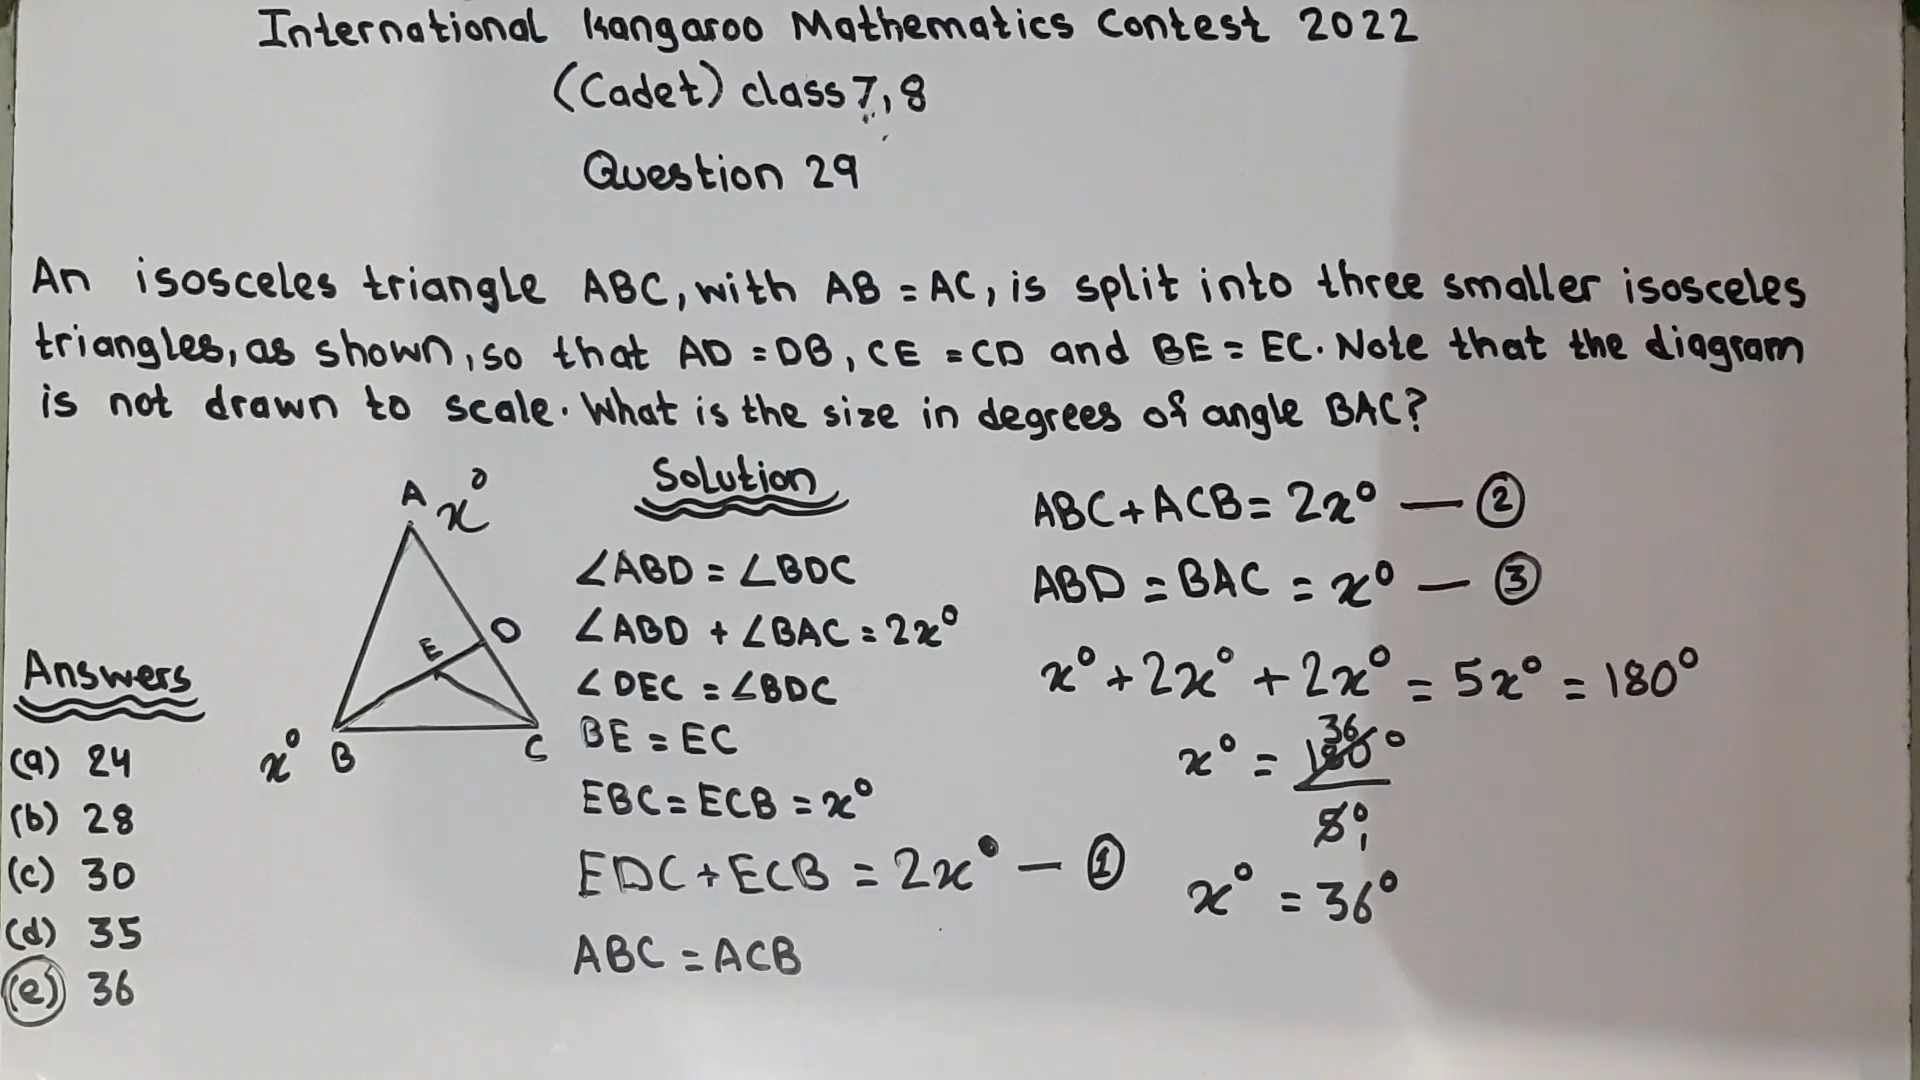 International Kangaroo Mathematics Contest 2022
(Cadet) class 7,8
Question 29
An isosceles triangle ABC, with AB = AC, is split into three smaller isosceles
triangles, as shown, so that AD = DB, CE = CD and BE = EC. Note that the diagram
is not drawn to scale. What is the size in degrees of angle BAC?
A x°
E
D
x° B
C
Answers
(a) 24
(b) 28
(c) 30
(d) 35
(e) 36
Solution
∠ABD = ∠BDC
∠ABD + ∠BAC = 2x°
∠DEC = ∠BDC
BE = EC
EBC = ECB = x°
EDC + ECB = 2x° — ①
ABC = ACB
ABC + ACB = 2x° — ②
ABD = BAC = x° — ③
x° + 2x° + 2x° = 5x° = 180°
36
x° = 180°
5° 1
x° = 36°